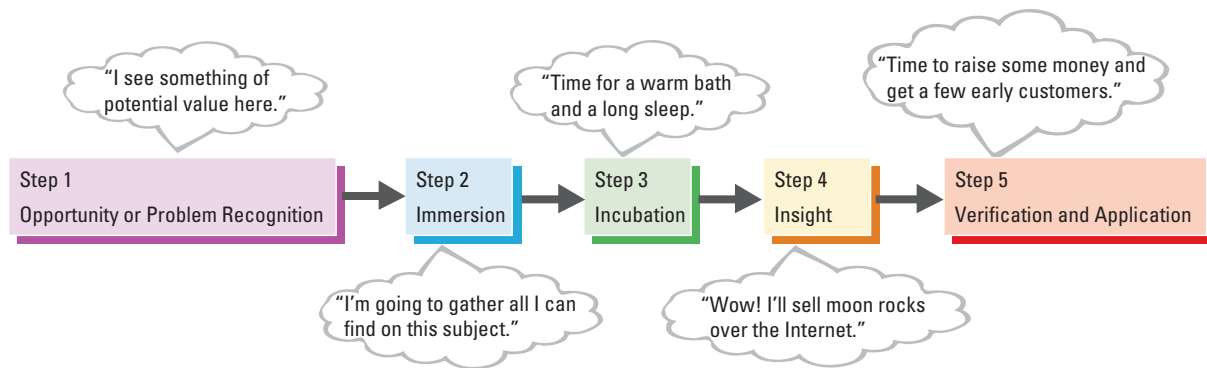 “I see something of
potential value here.”
“Time for a warm bath
and a long sleep.”
“Time to raise some money and
get a few early customers.”
Step 1
Opportunity or Problem Recognition
Step 2
Immersion
Step 3
Incubation
Step 4
Insight
Step 5
Verification and Application
“I’m going to gather all I can
find on this subject.”
“Wow! I’ll sell moon rocks
over the Internet.”